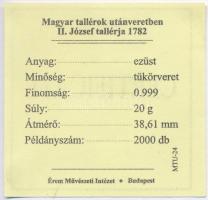 Magyar tallérok utánveretben
II. József tallérja 1782
Anyag: ezüst
Minőség: tükörveret
Finomság: 0.999
Súly: 20 g
Átmérő: 38,61 mm
Példányszám: 2000 db
MTU-24
Érem Művészeti Intézet • Budapest